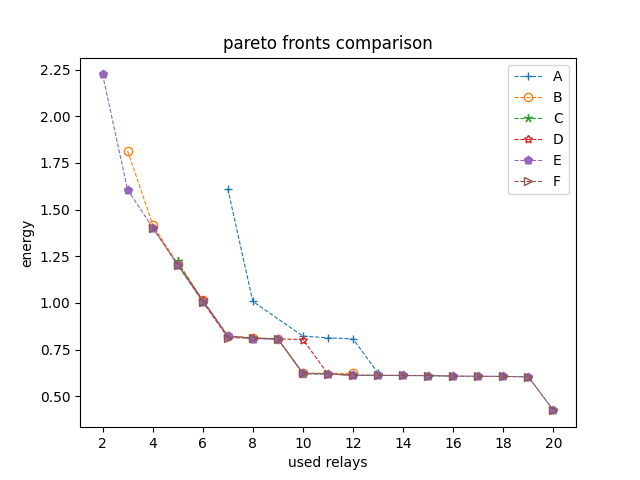 pareto fronts comparison
2.25
2.00
1.75
1.50
1.25
1.00
0.75
0.50
energy
A
B
C
D
E
F
2 4 6 8 10 12 14 16 18 20
used relays